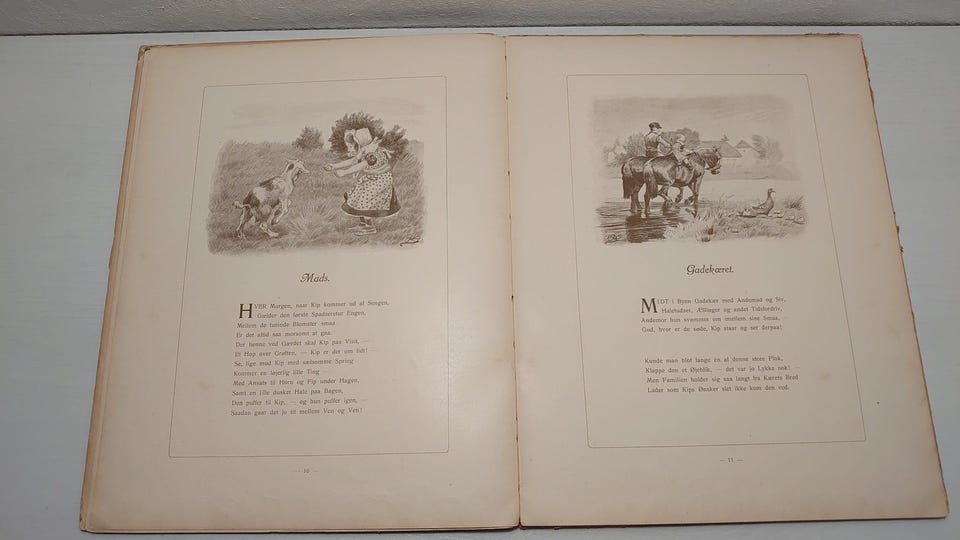 Mads.
HVER Morgen, naar Kip kommer ud af Sengen,
Gælder den første Spadseretur Engen,
Mellem de tusinde Blomster smaa
Er det altid saa morsomt at gaa.
Der henne ved Gærdet skal Kip paa Visit, —
Et Hop over Grøften, — Kip er der om lidt!
Se, lige mod Kip med sælsomme Spring
Kommer en løjerlig lille Ting —
Med Ansats til Horn og Fip under Hagen,
Samt en lille dusket Hale paa Bagen,
Den puffer til Kip, — og hun puffer igen, —
Saadan gaar det jo til mellem Ven og Ven!
— 10 —
Gadekæret.
MIDT i Byen Gadekær med Andemad og Siv,
Haletudser, Ællinger og andet Tidsfordriv,
Andemor hun svømmer om imellem sine Smaa, —
Gud, hvor er de søde, Kip staar og ser derpaa!
Kunde man blot fange én af denne store Flok,
Klappe den et Øjeblik, — det var jo Lykke nok! —
Men Familien holder sig saa langt fra Kærets Bred
Lader som Kips Ønsker slet ikke kom den ved.
— 11 —